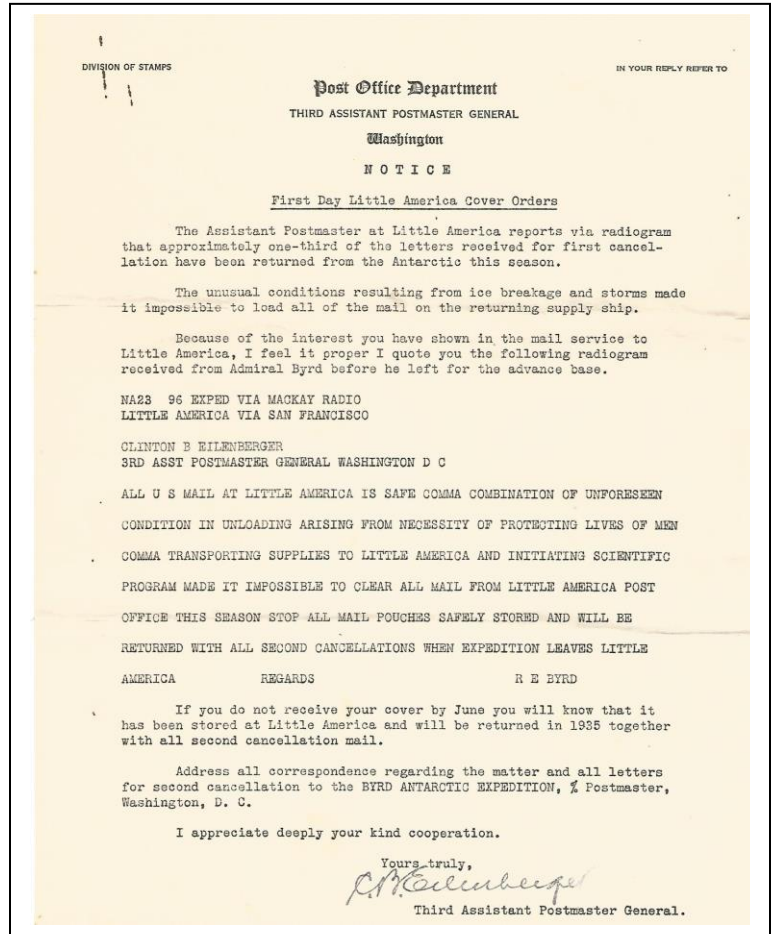 DIVISION OF STAMPS
IN YOUR REPLY REFER TO
Post Office Department
THIRD ASSISTANT POSTMASTER GENERAL
Washington
NOTICE
First Day Little America Cover Orders
The Assistant Postmaster at Little America reports via radiogram
that approximately one-third of the letters received for first cancel-
lation have been returned from the Antarctic this season.
The unusual conditions resulting from ice breakage and storms made
it impossible to load all of the mail on the returning supply ship.
Because of the interest you have shown in the mail service to
Little America, I feel it proper I quote you the following radiogram
received from Admiral Byrd before he left for the advance base.
NA23 96 EXPED VIA MACKAY RADIO
LITTLE AMERICA VIA SAN FRANCISCO
CLINTON B EILENBERGER
3RD ASST POSTMASTER GENERAL WASHINGTON D C
ALL U S MAIL AT LITTLE AMERICA IS SAFE COMMA COMBINATION OF UNFORESEEN
CONDITION IN UNLOADING ARISING FROM NECESSITY OF PROTECTING LIVES OF MEN
COMMA TRANSPORTING SUPPLIES TO LITTLE AMERICA AND INITIATING SCIENTIFIC
PROGRAM MADE IT IMPOSSIBLE TO CLEAR ALL MAIL FROM LITTLE AMERICA POST
OFFICE THIS SEASON STOP ALL MAIL POUCHES SAFELY STORED AND WILL BE
RETURNED WITH ALL SECOND CANCELLATIONS WHEN EXPEDITION LEAVES LITTLE
AMERICA REGARDS R E BYRD
If you do not receive your cover by June you will know that it
has been stored at Little America and will be returned in 1935 together
with all second cancellation mail.
Address all correspondence regarding the matter and all letters
for second cancellation to the BYRD ANTARCTIC EXPEDITION, % Postmaster,
Washington, D. C.
I appreciate deeply your kind cooperation.
Yours truly,
C.B. Eilenberger
Third Assistant Postmaster General.